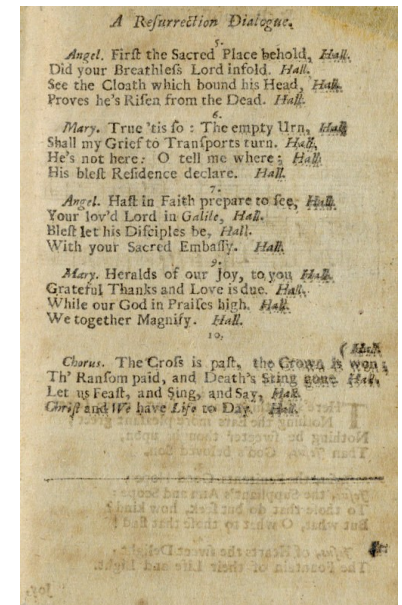 A Reſurrection Dialogue.
5.
Angel. Firſt the Sacred Place behold, Hall.
Did your Breathleſs Lord infold. Hall.
See the Cloath which bound his Head, Hall.
Proves he's Riſen from the Dead. Hall.
6.
Mary. True 'tis ſo : The empty Urn, Hall.
Shall my Grief to Tranſports turn. Hall.
He's not here: O tell me where; Hall.
His bleſt Reſidence declare. Hall.
7.
Angel. Haſt in Faith prepare to ſee, Hall.
Your lov'd Lord in Galile, Hall.
Bleſt let his Diſciples be, Hall.
With your Sacred Embaſſy. Hall.
9.
Mary. Heralds of our Joy, to you Hall.
Grateful Thanks and Love is due. Hall.
While our God in Praiſes high. Hall.
We together Magnify. Hall.
10.
(Hall.
Chorus. The Croſs is paſt, the Crown is won;
Th' Ranſom paid, and Death's Sting gone. Hall.
Let us Feaſt, and Sing, and Say, Hall.
Chriſt and We have Life to Day. Hall.